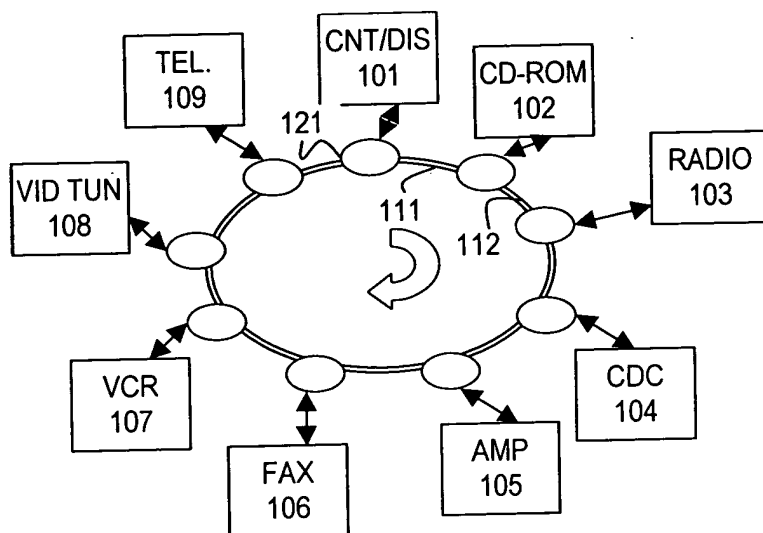 CNT/DIS
101
TEL.
109
CD-ROM
102
121
RADIO
103
VID TUN
108
111
112
VCR
107
CDC
104
FAX
106
AMP
105